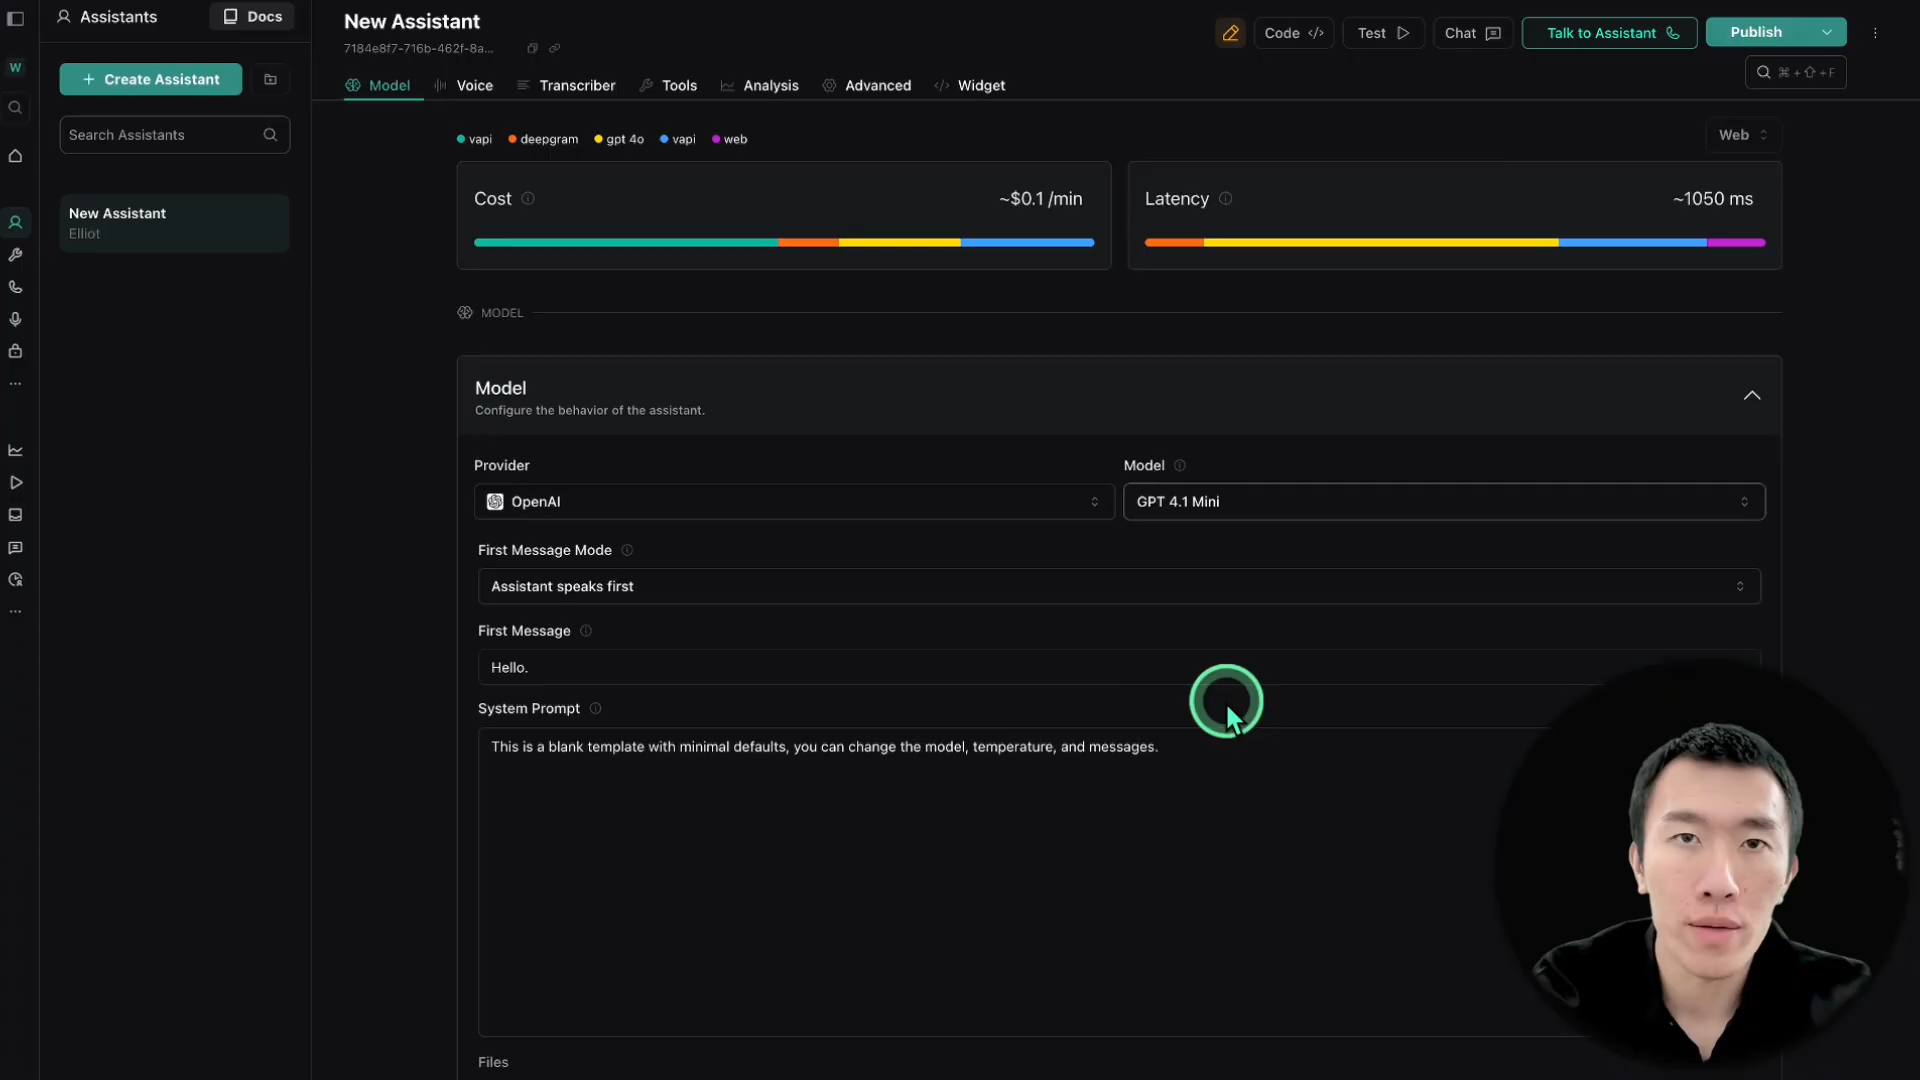 Assistants
Docs
New Assistant
7184e8f7-716b-462f-8a...
Code
Test
Chat
Talk to Assistant
Publish
W
Create Assistant
Model
Voice
Transcriber
Tools
Analysis
Advanced
Widget
⌘ + ⇧ + F
Search Assistants
vapi
deepgram
gpt 4o
vapi
web
Web
New Assistant
Elliot
Cost
~$0.1 /min
Latency
~1050 ms
MODEL
Model
Configure the behavior of the assistant.
Provider
Model
OpenAI
GPT 4.1 Mini
First Message Mode
Assistant speaks first
First Message
Hello.
System Prompt
This is a blank template with minimal defaults, you can change the model, temperature, and messages.
Files